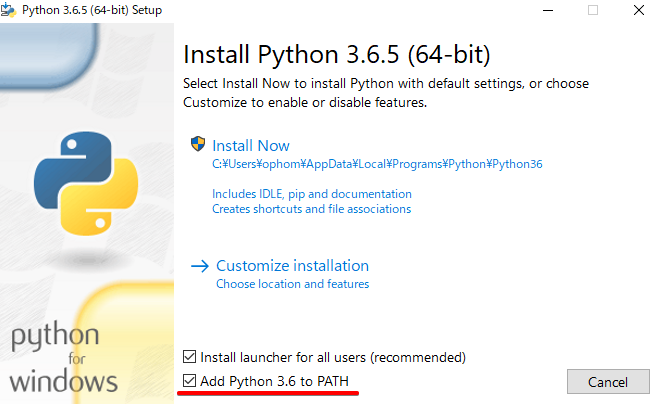 Python 3.6.5 (64-bit) Setup
Install Python 3.6.5 (64-bit)
Select Install Now to install Python with default settings, or choose
Customize to enable or disable features.
Install Now
C:¥Users¥ophom¥AppData¥Local¥Programs¥Python¥Python36
Includes IDLE, pip and documentation
Creates shortcuts and file associations
Customize installation
Choose location and features
python
for
windows
Install launcher for all users (recommended)
Add Python 3.6 to PATH
Cancel